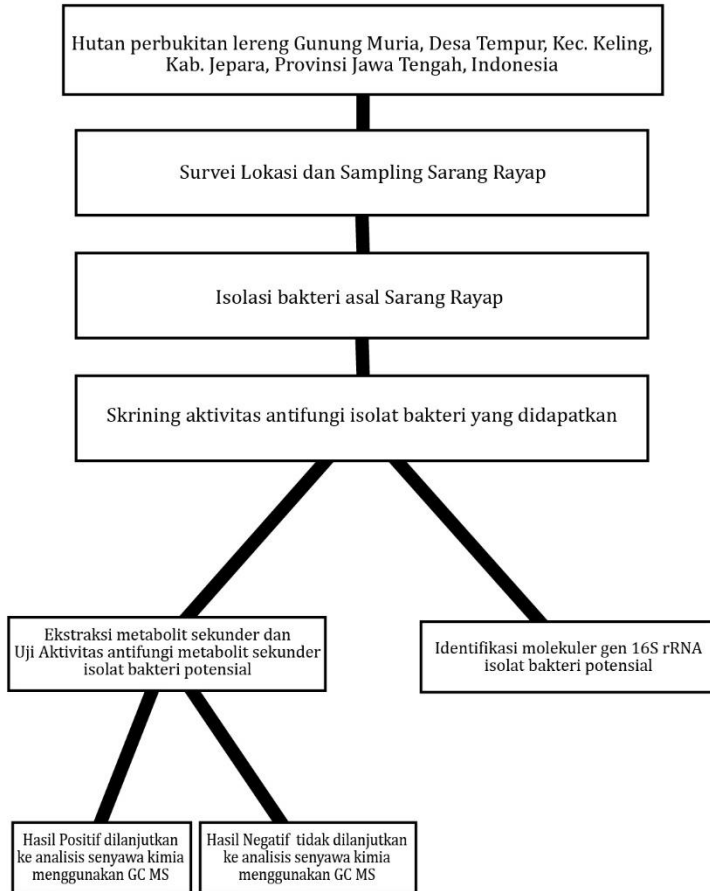 Hutan perbukitan lereng Gunung Muria, Desa Tempur, Kec. Keling,
Kab. Jepara, Provinsi Jawa Tengah, Indonesia
Survei Lokasi dan Sampling Sarang Rayap
Isolasi bakteri asal Sarang Rayap
Skrining aktivitas antifungi isolat bakteri yang didapatkan
Ekstraksi metabolit sekunder dan
Uji Aktivitas antifungi metabolit sekunder
isolat bakteri potensial
Identifikasi molekuler gen 16S rRNA
isolat bakteri potensial
Hasil Positif dilanjutkan
ke analisis senyawa kimia
menggunakan GC MS
Hasil Negatif tidak dilanjutkan
ke analisis senyawa kimia
menggunakan GC MS